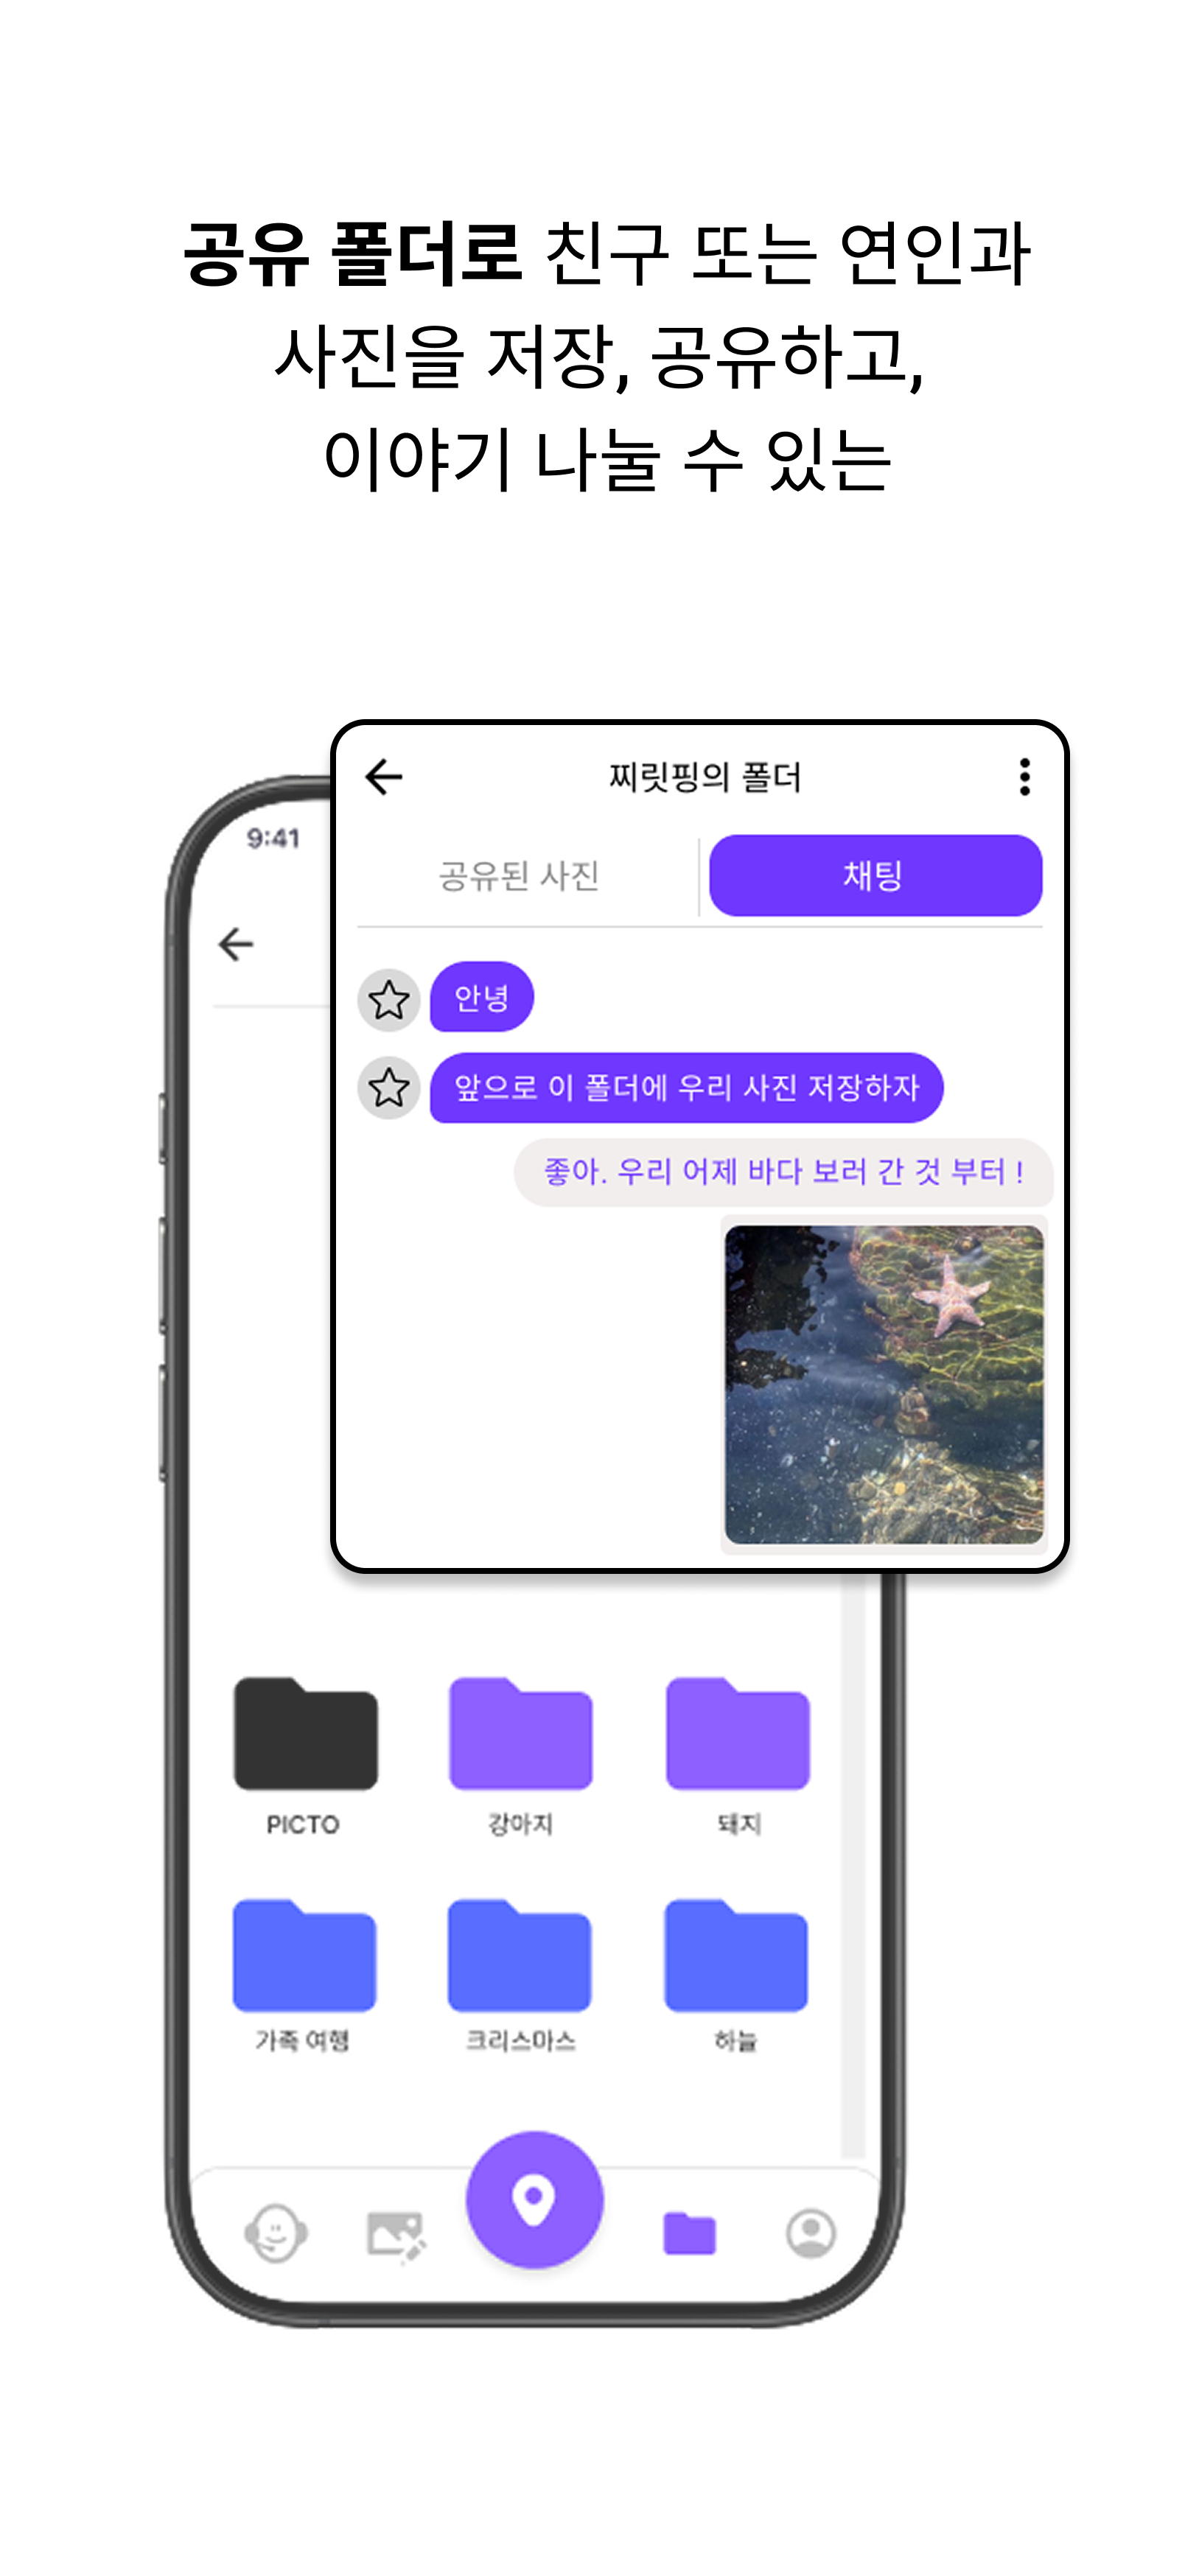 공유 폴더로 친구 또는 연인과
사진을 저장, 공유하고,
이야기 나눌 수 있는
찌릿핑의 폴더
9:41
공유된 사진
채팅
안녕
앞으로 이 폴더에 우리 사진 저장하자
좋아. 우리 어제 바다 보러 간 것 부터 !
PICTO
강아지
돼지
가족 여행
크리스마스
하늘